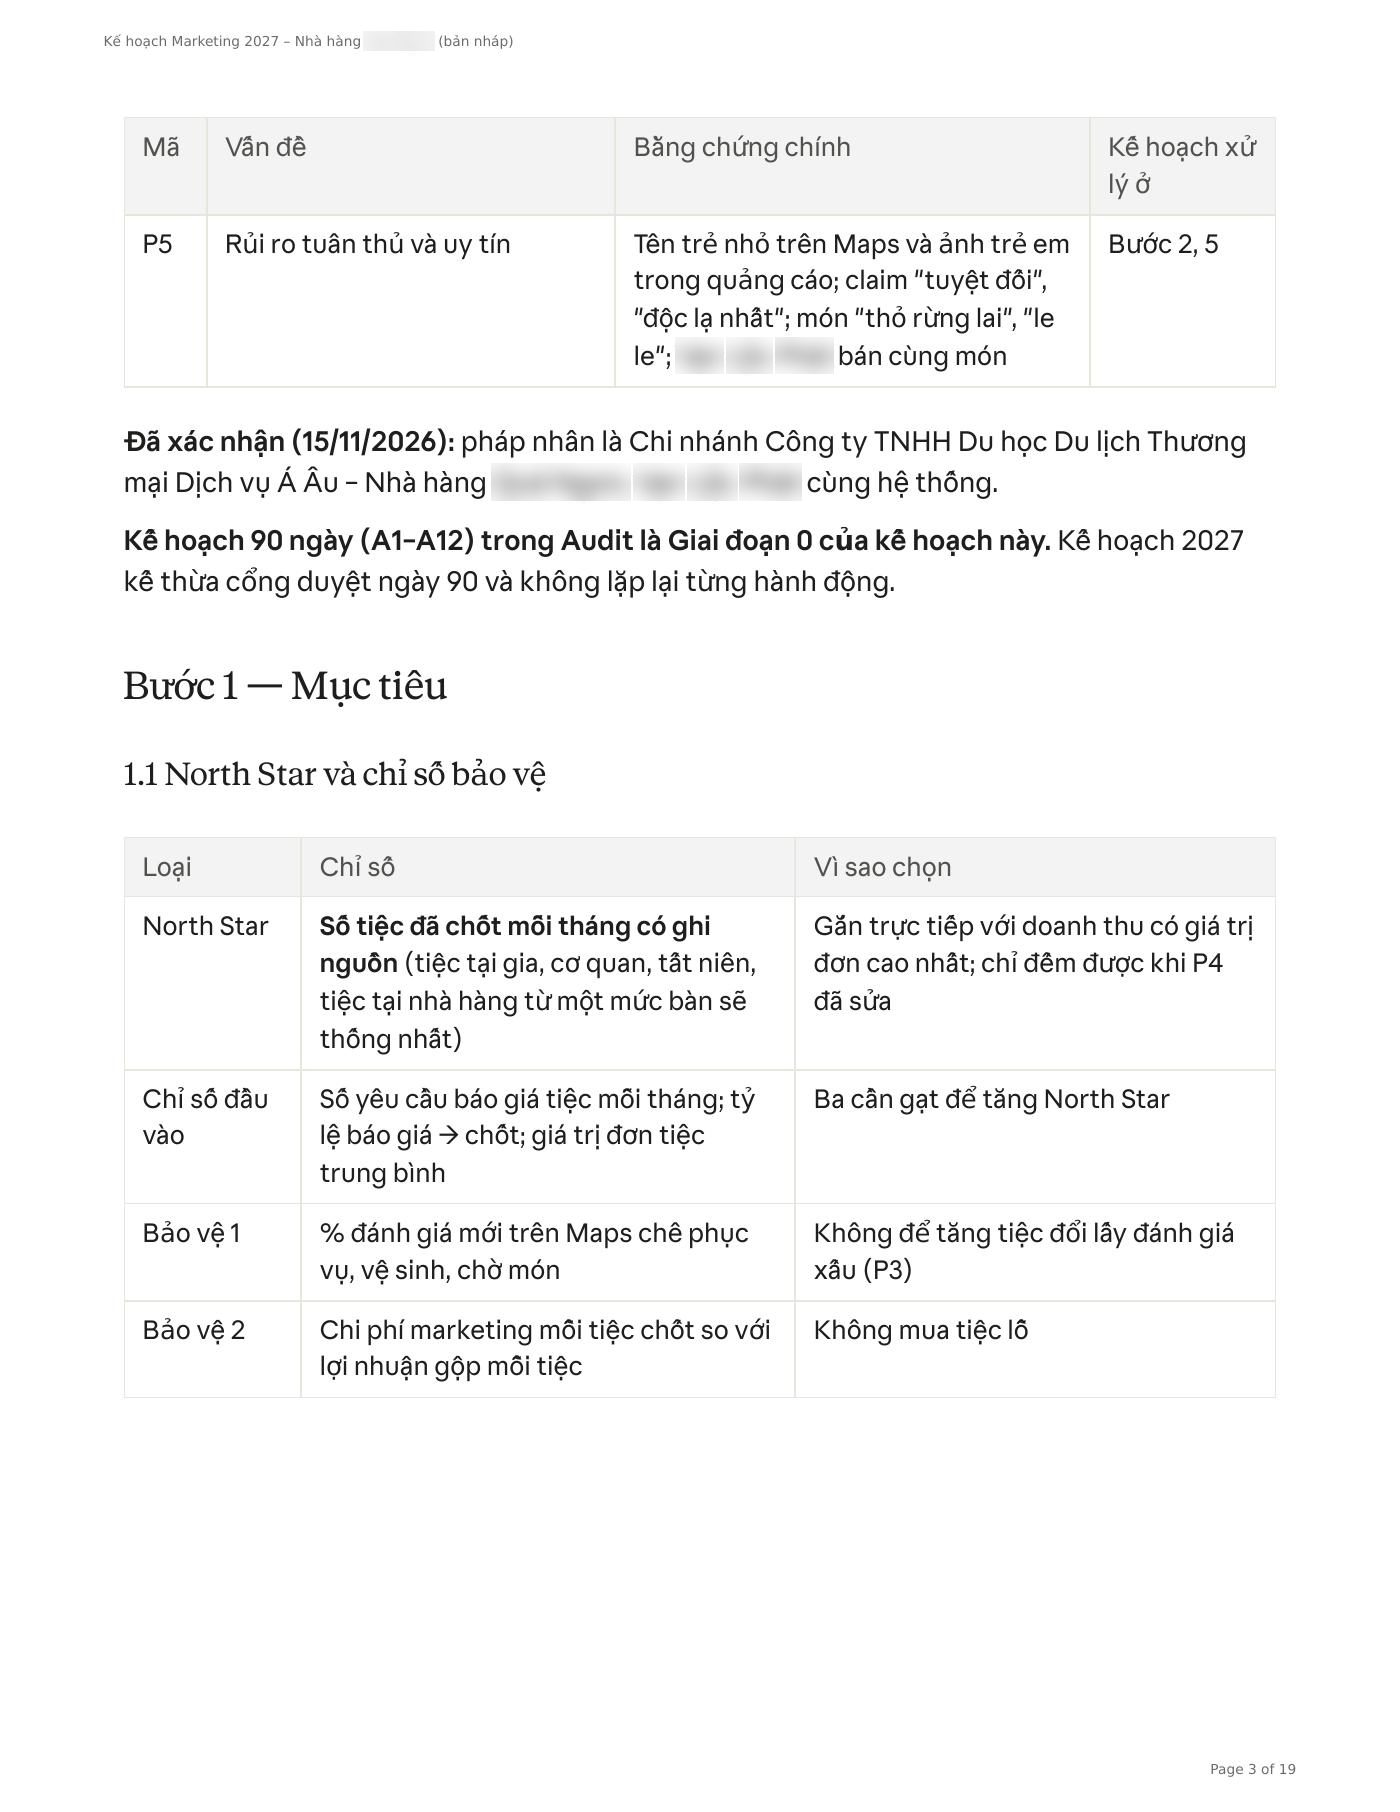 Kế hoạch Marketing 2027 – Nhà hàng (bản nháp)
Mã Vấn đề Bằng chứng chính Kế hoạch xử
lý ở
P5 Rủi ro tuân thủ và uy tín Tên trẻ nhỏ trên Maps và ảnh trẻ em Bước 2, 5
trong quảng cáo; claim "tuyệt đối",
"độc lạ nhất"; món "thỏ rừng lai", "le
le"; bán cùng món
Đã xác nhận (15/11/2026): pháp nhân là Chi nhánh Công ty TNHH Du học Du lịch Thương
mại Dịch vụ Á Âu – Nhà hàng cùng hệ thống.
Kế hoạch 90 ngày (A1–A12) trong Audit là Giai đoạn 0 của kế hoạch này. Kế hoạch 2027
kế thừa cổng duyệt ngày 90 và không lặp lại từng hành động.
Bước 1 — Mục tiêu
1.1 North Star và chỉ số bảo vệ
Loại Chỉ số Vì sao chọn
North Star Số tiệc đã chốt mỗi tháng có ghi Gắn trực tiếp với doanh thu có giá trị
nguồn (tiệc tại gia, cơ quan, tất niên, đơn cao nhất; chỉ đếm được khi P4
tiệc tại nhà hàng từ một mức bàn sẽ đã sửa
thống nhất)
Chỉ số đầu Số yêu cầu báo giá tiệc mỗi tháng; tỷ Ba cần gạt để tăng North Star
vào lệ báo giá → chốt; giá trị đơn tiệc
trung bình
Bảo vệ 1 % đánh giá mới trên Maps chê phục Không để tăng tiệc đổi lấy đánh giá
vụ, vệ sinh, chờ món xấu (P3)
Bảo vệ 2 Chi phí marketing mỗi tiệc chốt so với Không mua tiệc lỗ
lợi nhuận gộp mỗi tiệc
Page 3 of 19